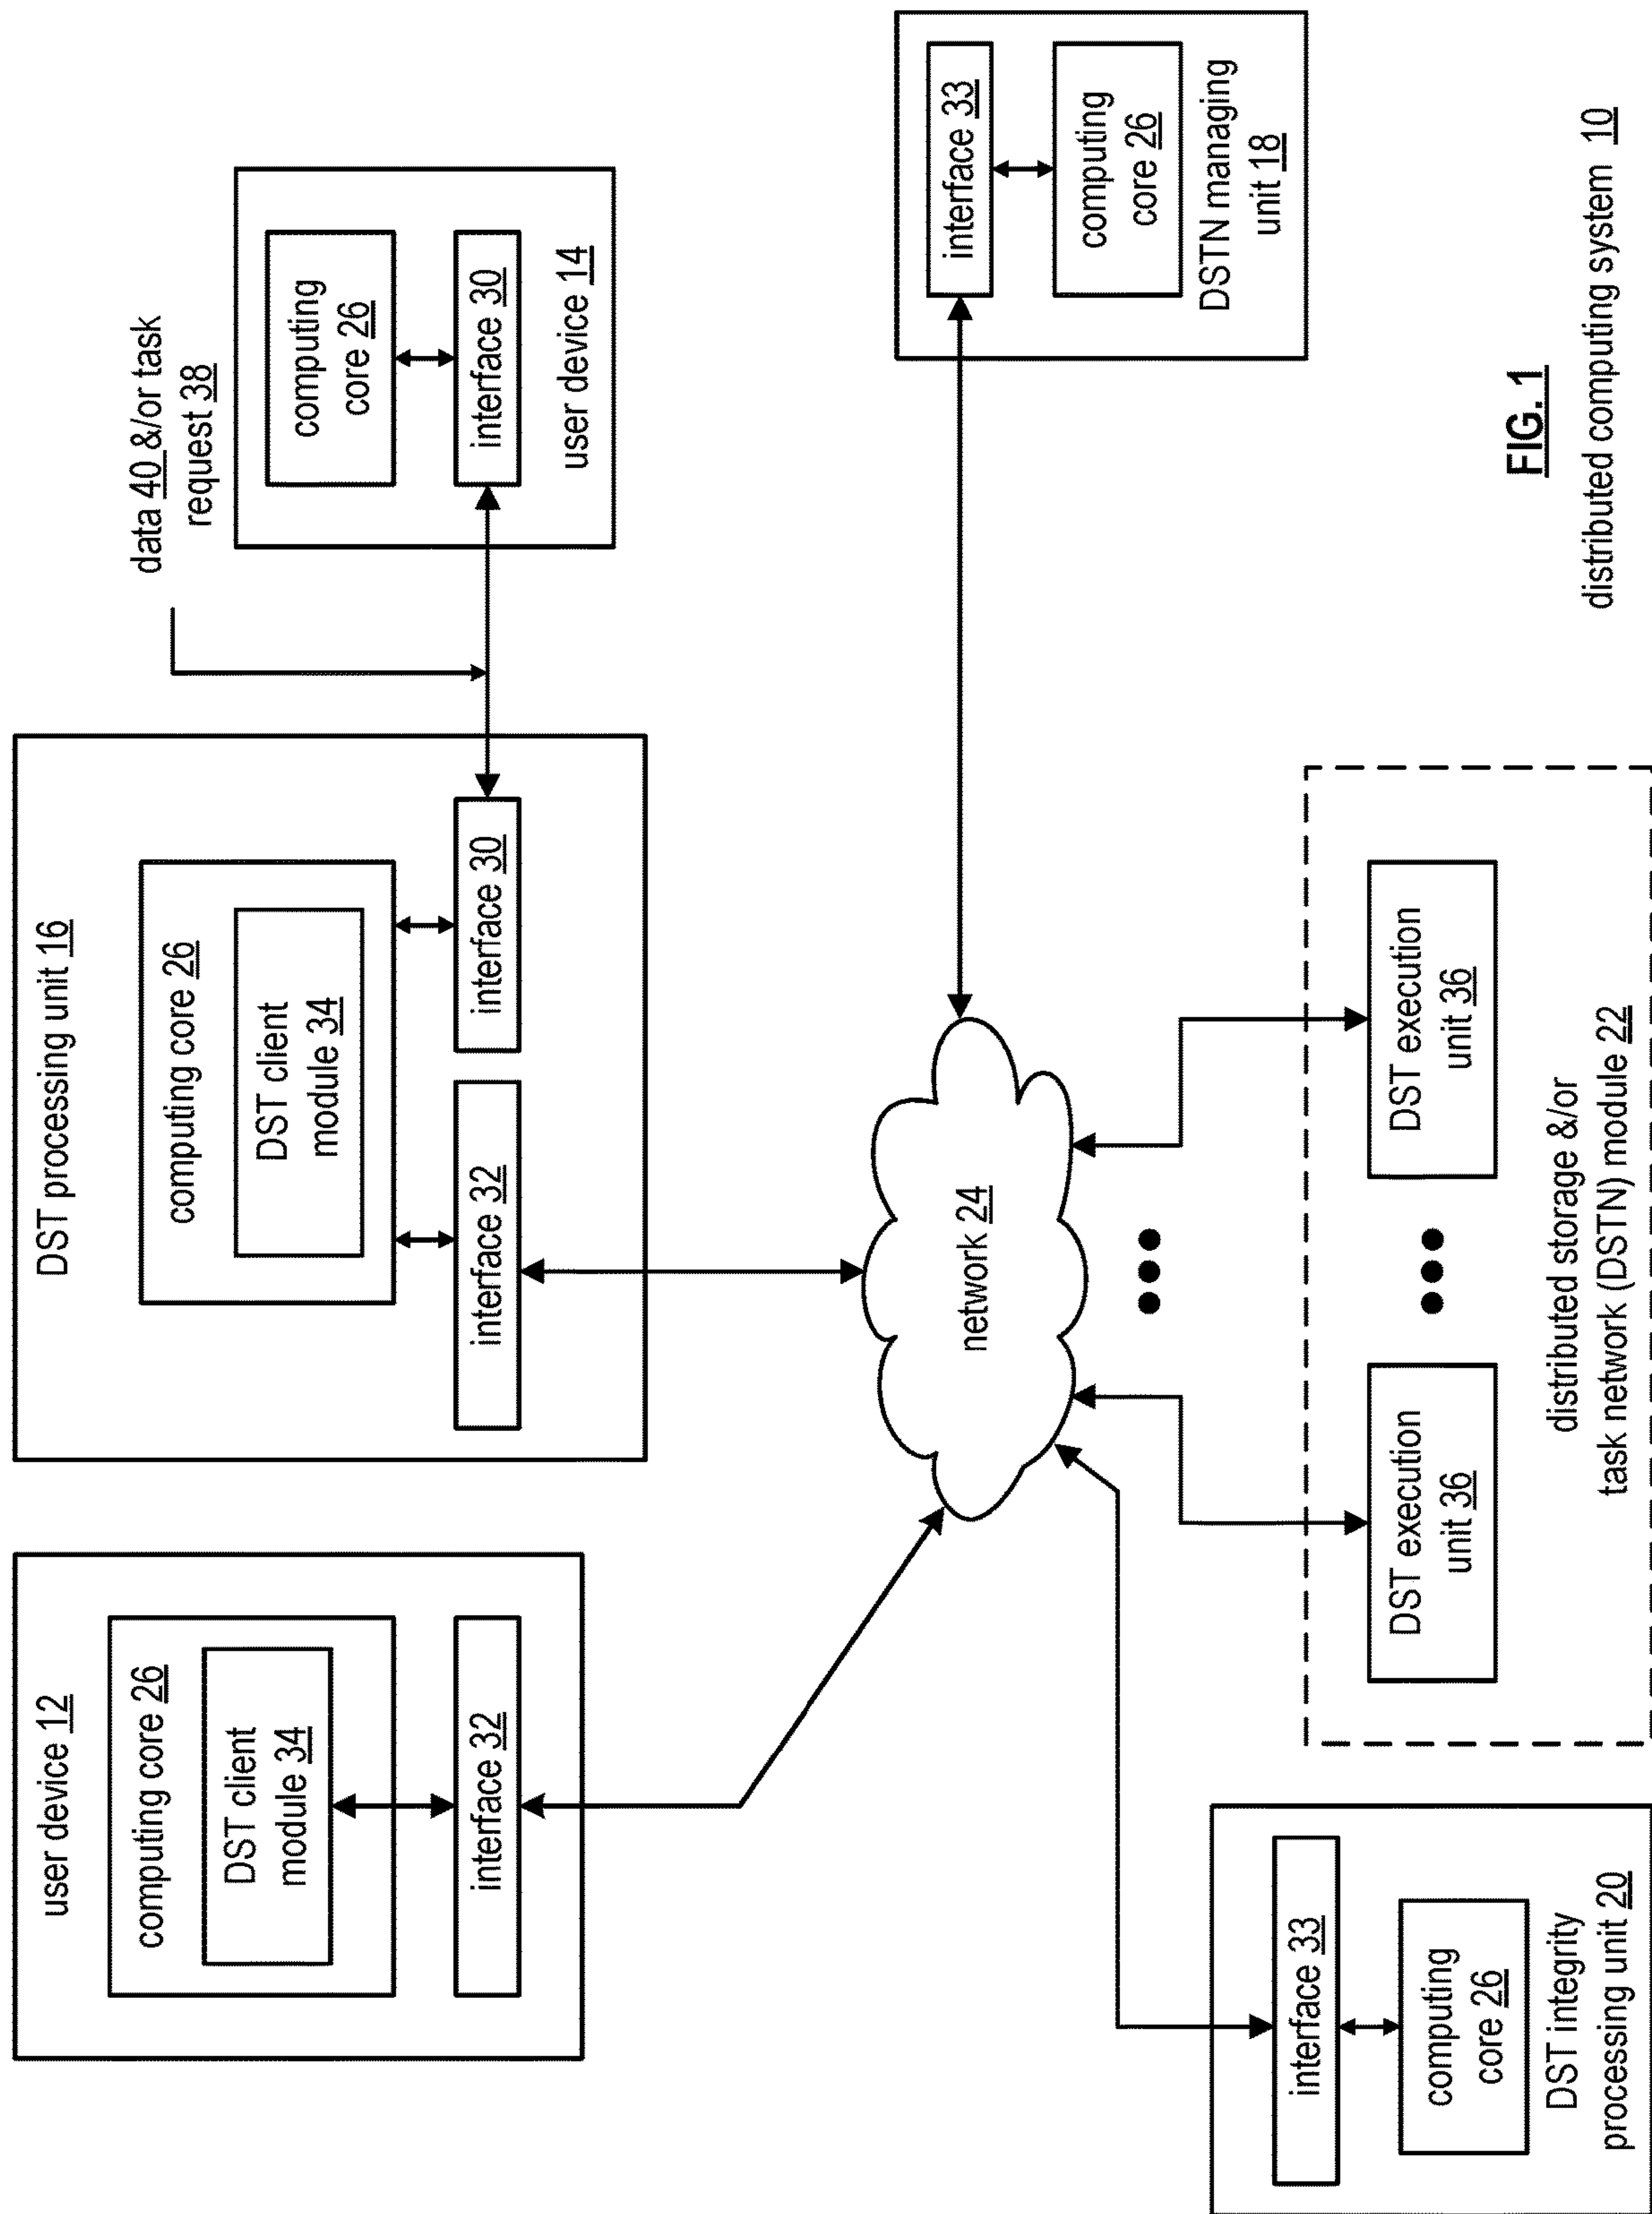 user device 12
computing core 26
DST client
module 34
interface 32
DST processing unit 16
computing core 26
DST client
module 34
interface 32
interface 30
data 40 &/or task
request 38
computing
core 26
interface 30
user device 14
network 24
interface 33
computing
core 26
DSTN managing
unit 18
interface 33
computing
core 26
DST integrity
processing unit 20
DST execution
unit 36
DST execution
unit 36
distributed storage &/or
task network (DSTN) module 22
FIG. 1
distributed computing system 10